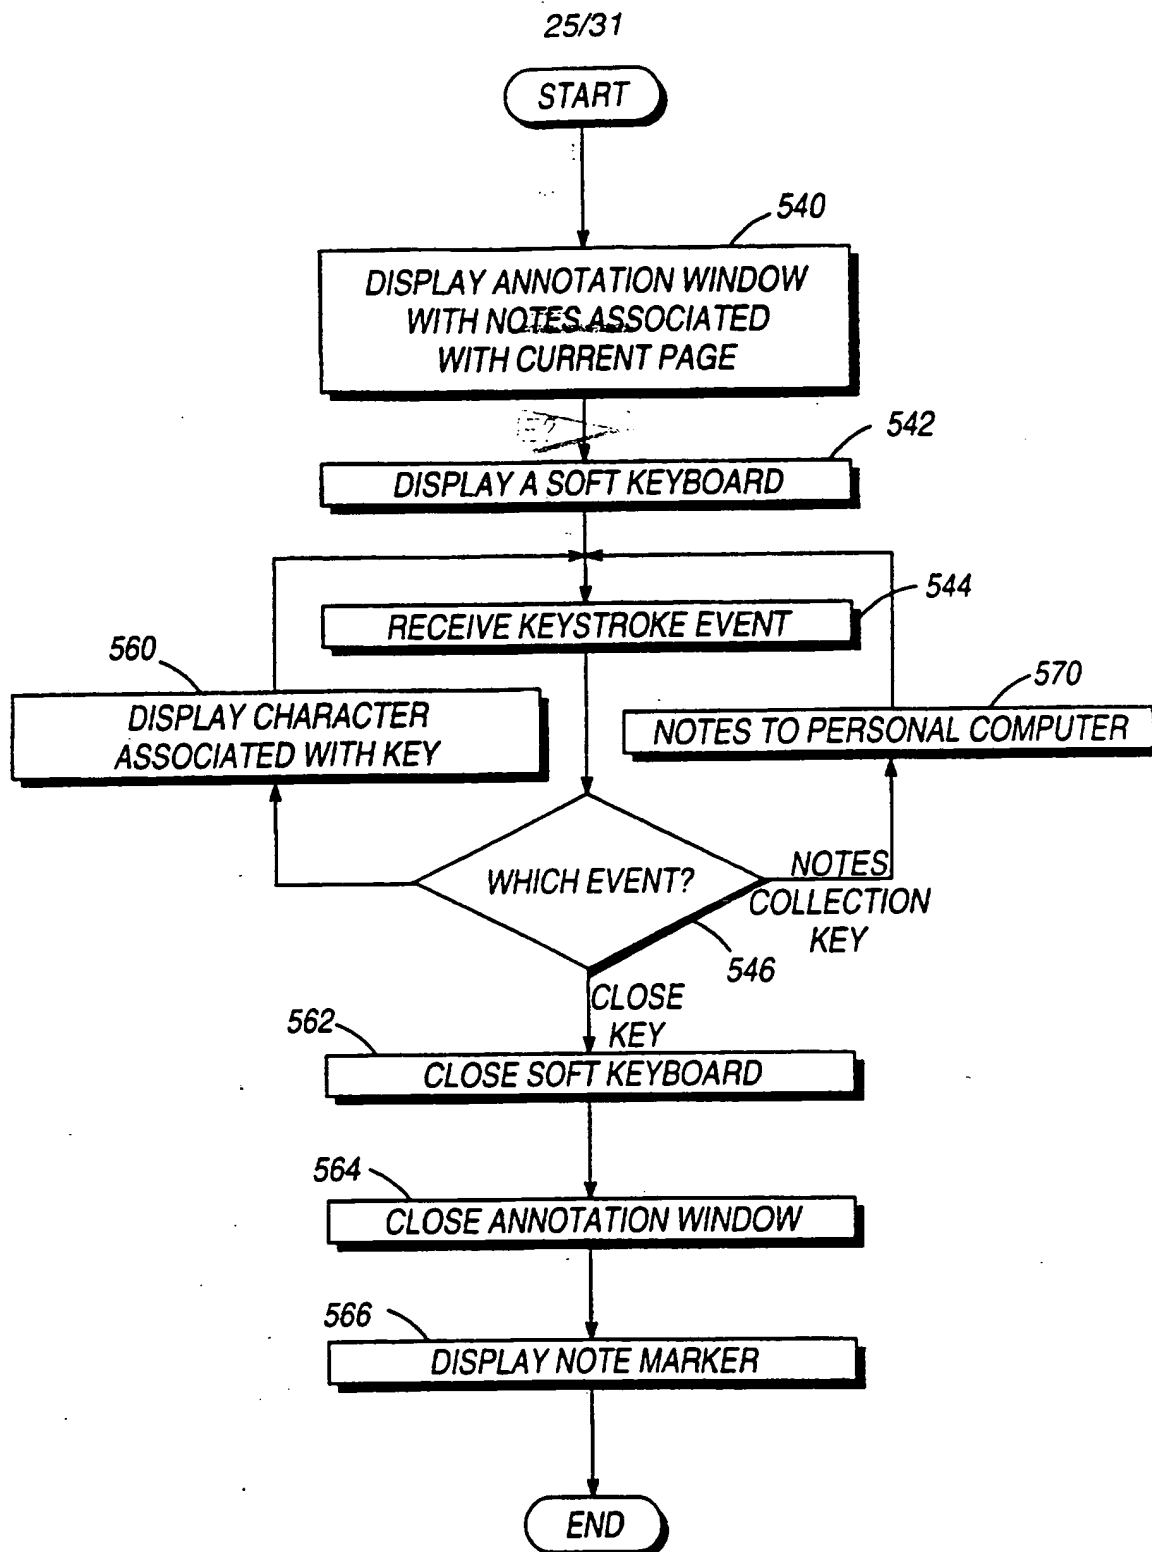 25/31
START
540
DISPLAY ANNOTATION WINDOW
WITH NOTES ASSOCIATED
WITH CURRENT PAGE
542
DISPLAY A SOFT KEYBOARD
544
RECEIVE KEYSTROKE EVENT
560
DISPLAY CHARACTER
ASSOCIATED WITH KEY
570
NOTES TO PERSONAL COMPUTER
WHICH EVENT?
NOTES
COLLECTION
KEY
546
CLOSE
KEY
562
CLOSE SOFT KEYBOARD
564
CLOSE ANNOTATION WINDOW
566
DISPLAY NOTE MARKER
END